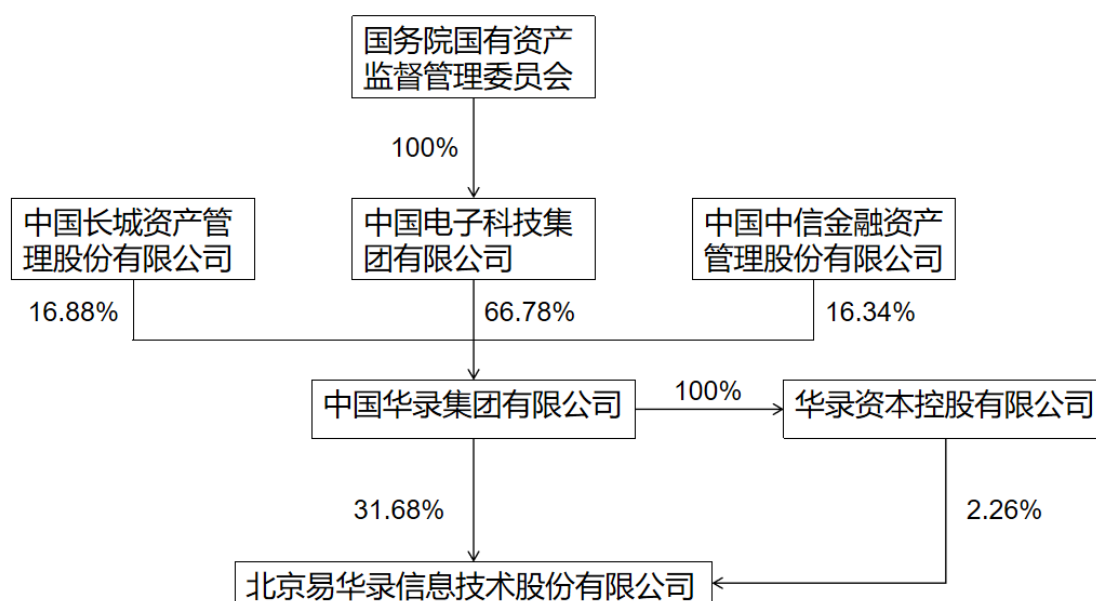 国务院国有资产
监督管理委员会
100%
中国长城资产管
理股份有限公司
中国电子科技集
团有限公司
中国中信金融资产
管理股份有限公司
16.88%
66.78%
16.34%
中国华录集团有限公司
100%
华录资本控股有限公司
31.68%
2.26%
北京易华录信息技术股份有限公司